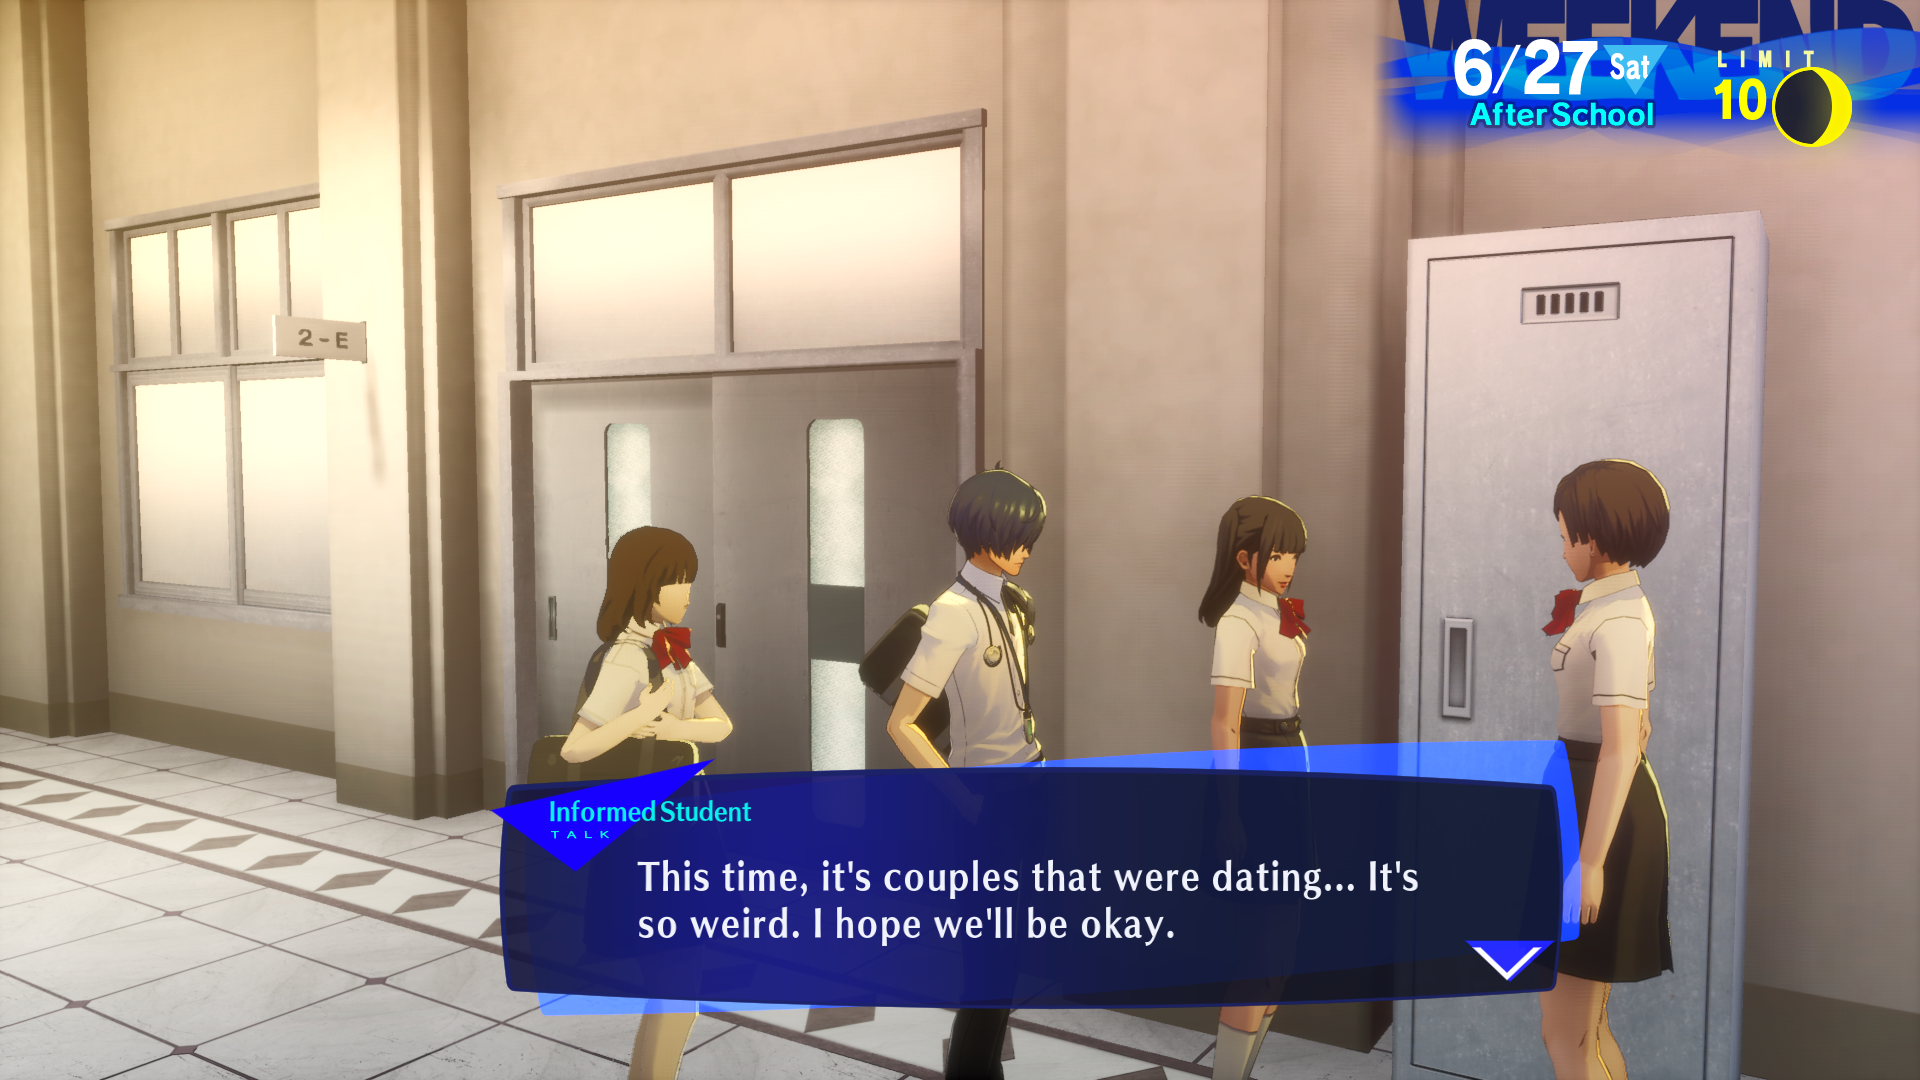 WEEKEND
6/27 Sat
After School
LIMIT
10
2-E
Informed Student
TALK
This time, it's couples that were dating... It's
so weird. I hope we'll be okay.